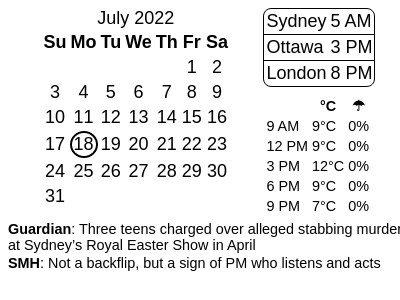 July 2022
Su Mo Tu We Th Fr Sa
1 2
3 4 5 6 7 8 9
10 11 12 13 14 15 16
17 18 19 20 21 22 23
24 25 26 27 28 29 30
31
Sydney 5 AM
Ottawa 3 PM
London 8 PM
°C ☂
9 AM 9°C 0%
12 PM 9°C 0%
3 PM 12°C 0%
6 PM 9°C 0%
9 PM 7°C 0%
Guardian: Three teens charged over alleged stabbing murder
at Sydney's Royal Easter Show in April
SMH: Not a backflip, but a sign of PM who listens and acts